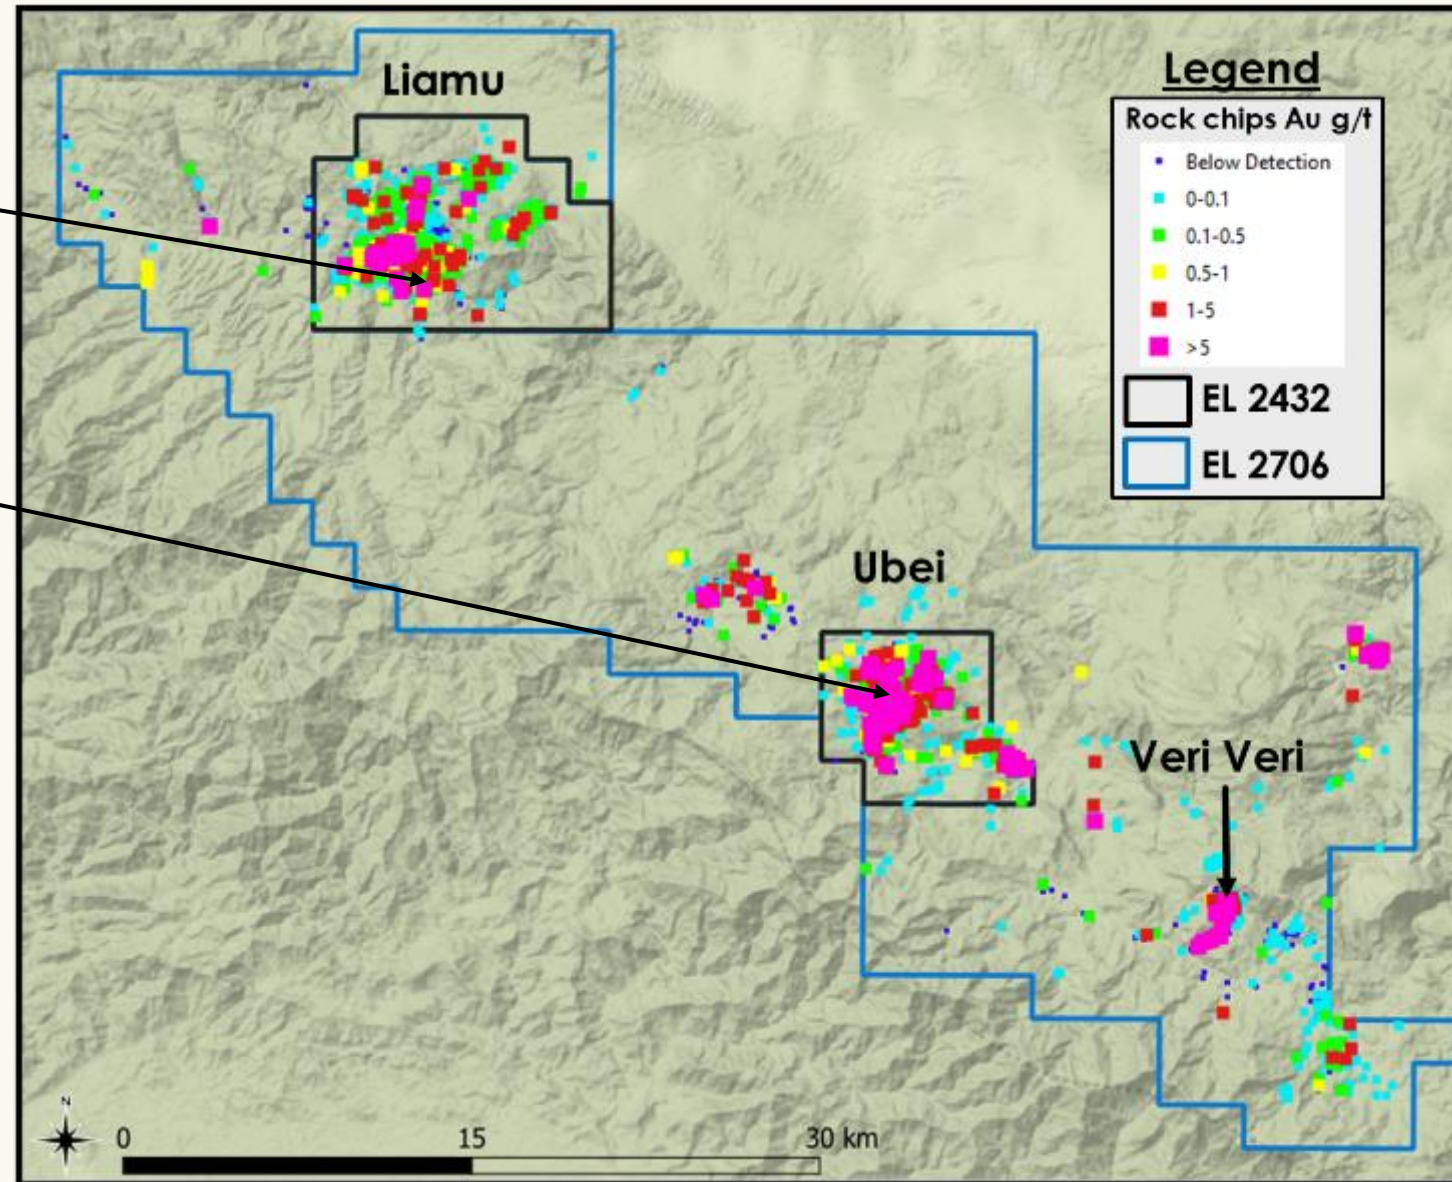 Liamu
Legend
Rock chips Au g/t
Below Detection
0-0.1
0.1-0.5
0.5-1
1-5
>5
EL 2432
EL 2706
Ubei
Veri Veri
N
0 15 30 km